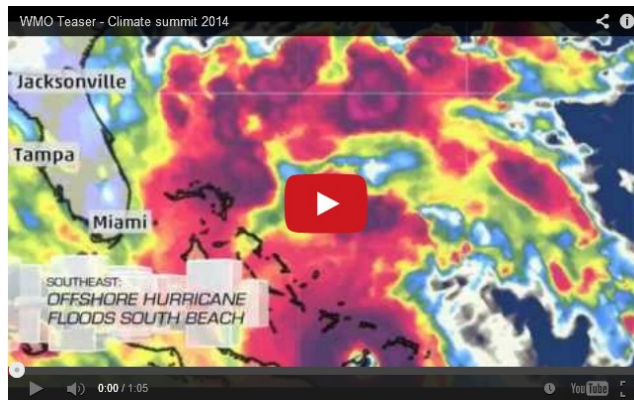 WMO Teaser - Climate summit 2014
Jacksonville
Tampa
Miami
SOUTHEAST:
OFFSHORE HURRICANE
FLOODS SOUTH BEACH
0:00 / 1:05
YouTube